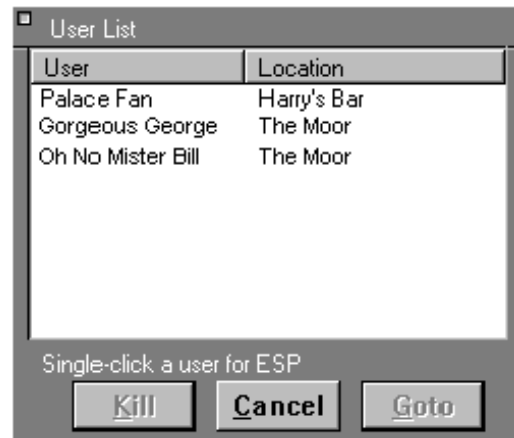 User List
User Location
Palace Fan Harry's Bar
Gorgeous George The Moor
Oh No Mister Bill The Moor
Single-click a user for ESP
Kill Cancel Goto